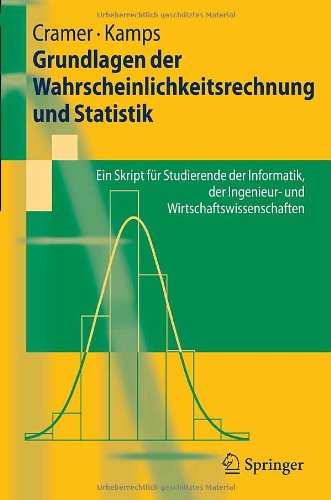 Urheberrechtlich geschütztes Material
Cramer · Kamps
Grundlagen der
Wahrscheinlichkeitsrechnung
und Statistik
Ein Skript für Studierende der Informatik,
der Ingenieur- und
Wirtschaftswissenschaften
Springer
Urheberrechtlich geschütztes Material